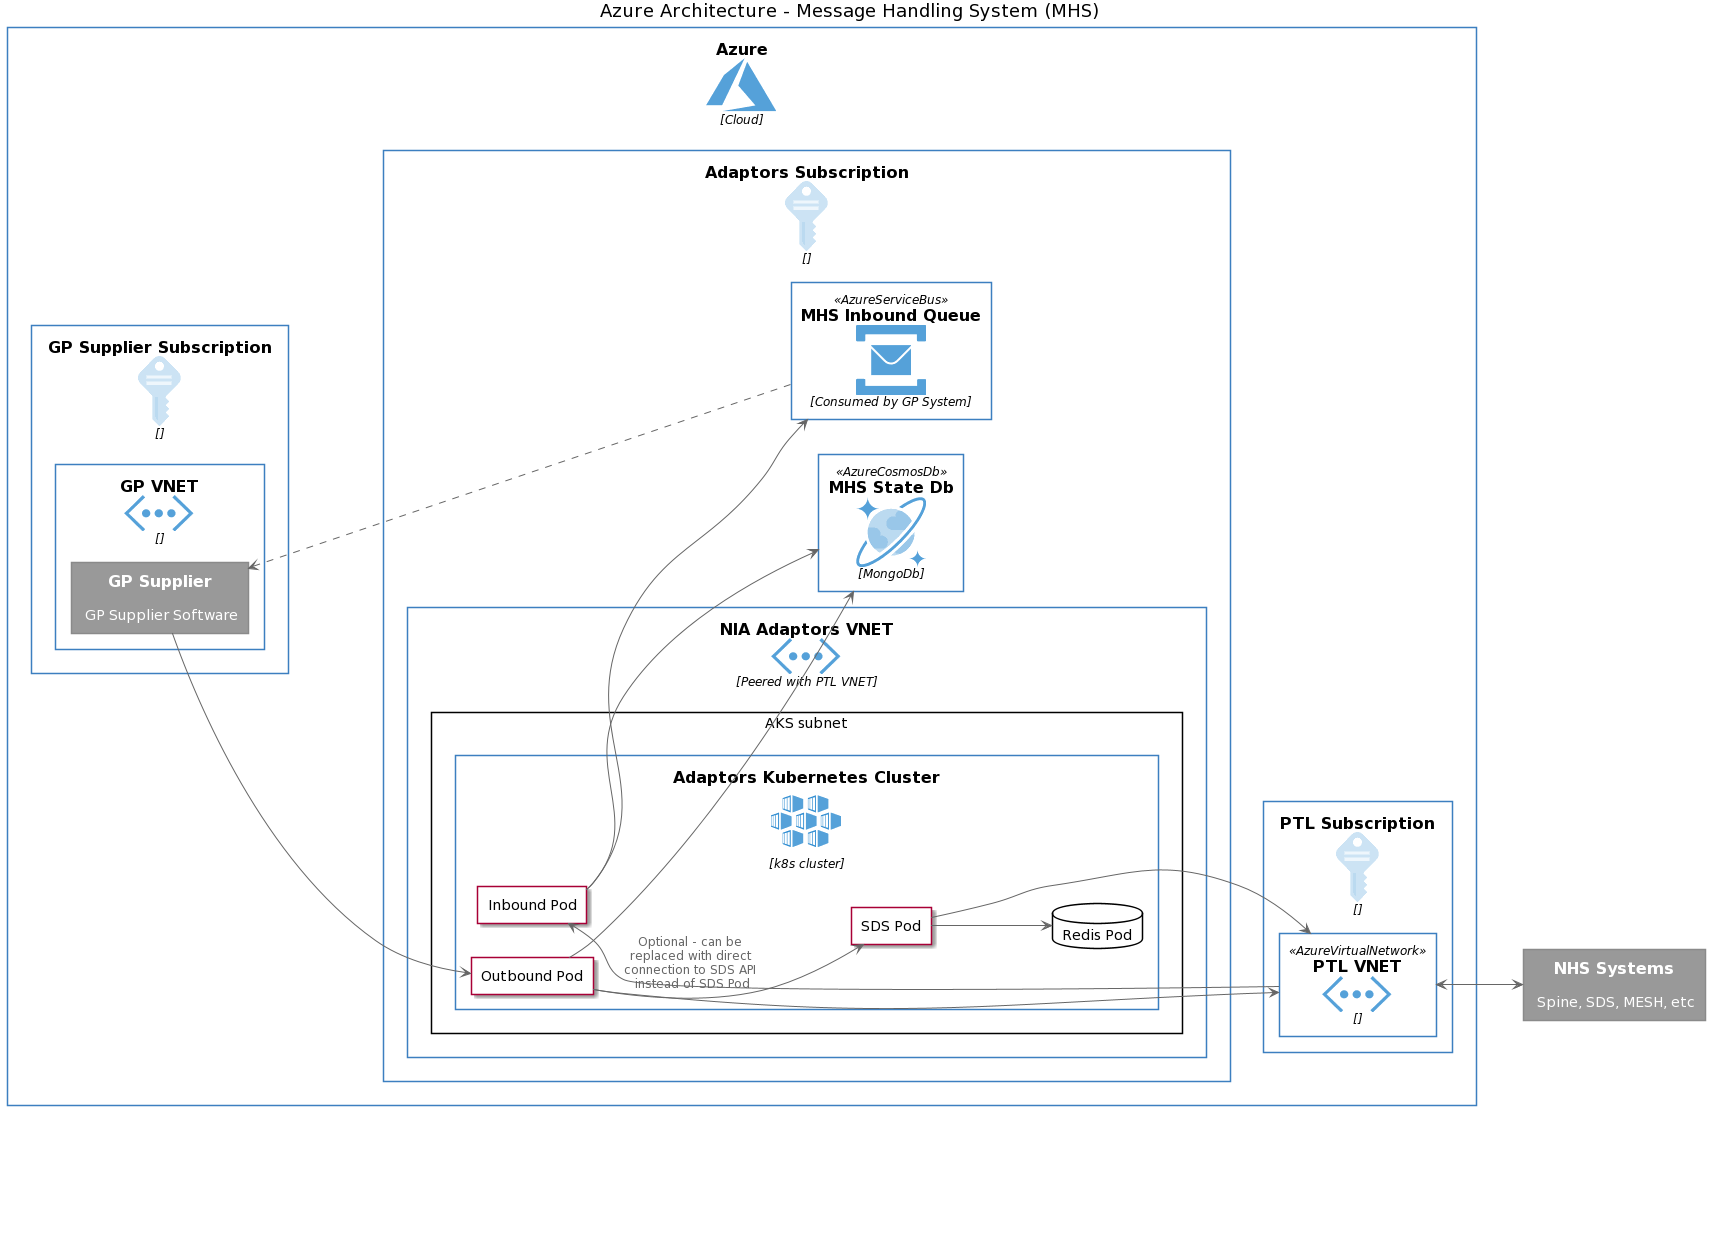 Azure Architecture - Message Handling System (MHS)
Azure
[Cloud]
Adaptors Subscription
[]
«AzureServiceBus»
MHS Inbound Queue
[Consumed by GP System]
GP Supplier Subscription
[]
GP VNET
[]
GP Supplier
GP Supplier Software
«AzureCosmosDb»
MHS State Db
[MongoDb]
NIA Adaptors VNET
[Peered with PTL VNET]
AKS subnet
Adaptors Kubernetes Cluster
[k8s cluster]
Inbound Pod
Outbound Pod
Optional - can be
replaced with direct
connection to SDS API
instead of SDS Pod
SDS Pod
Redis Pod
PTL Subscription
[]
«AzureVirtualNetwork»
PTL VNET
[]
NHS Systems
Spine, SDS, MESH, etc